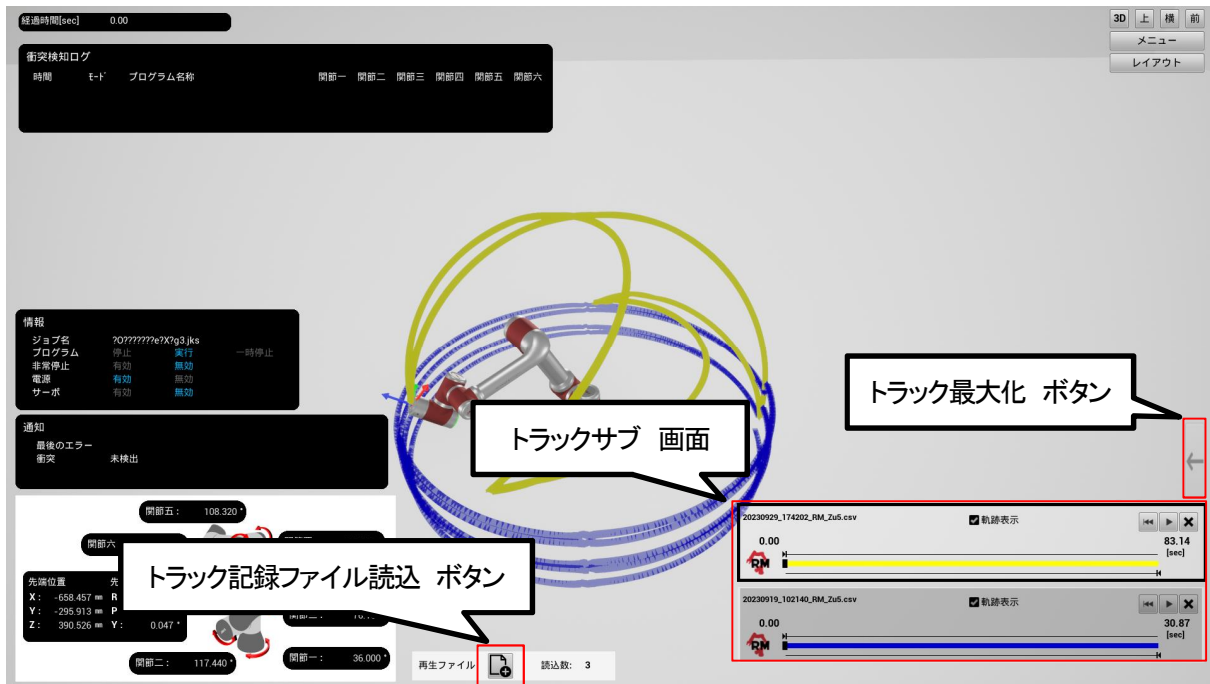 経過時間[sec] 0.00
3D 上 横 前
メニュー
レイアウト
衝突検知ログ
時間 ﾓｰﾄﾞ プログラム名称 関節一 関節二 関節三 関節四 関節五 関節六
情報
ジョブ名 ?O???????e?X?g3.jks
プログラム 停止 実行 一時停止
非常停止 有効 無効
電源 有効 無効
サーボ 有効 無効
通知
最後のエラー
衝突 未検出
トラック最大化 ボタン
トラックサブ 画面
20230929_174202_RM_Zu5.csv 軌跡表示
0.00 83.14
[sec]
RM
20230919_102140_RM_Zu5.csv 軌跡表示
0.00 30.87
[sec]
RM
関節五： 108.320 °
関節六
トラック記録ファイル読込 ボタン
先端位置 先
X： -658.457 mm R
Y： -295.913 mm P
Z： 390.526 mm Y： 0.047 °
関節二： 117.440 °
関節一： 36.000 °
再生ファイル 読込数: 3